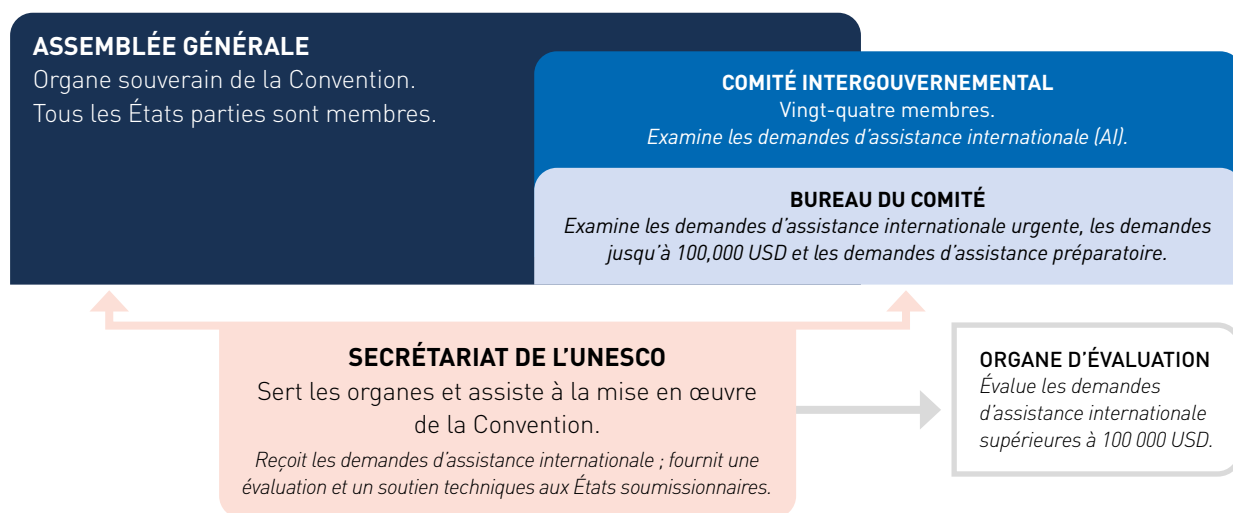 ASSEMBLÉE GÉNÉRALE
Organe souverain de la Convention.
Tous les États parties sont membres.
COMITÉ INTERGOUVERNEMENTAL
Vingt-quatre membres.
Examine les demandes d’assistance internationale (AI).
BUREAU DU COMITÉ
Examine les demandes d’assistance internationale urgente, les demandes
jusqu’à 100,000 USD et les demandes d’assistance préparatoire.
SECRÉTARIAT DE L’UNESCO
Sert les organes et assiste à la mise en œuvre
de la Convention.
Reçoit les demandes d’assistance internationale ; fournit une
évaluation et un soutien techniques aux États soumissionnaires.
ORGANE D’ÉVALUATION
Évalue les demandes
d’assistance internationale
supérieures à 100 000 USD.